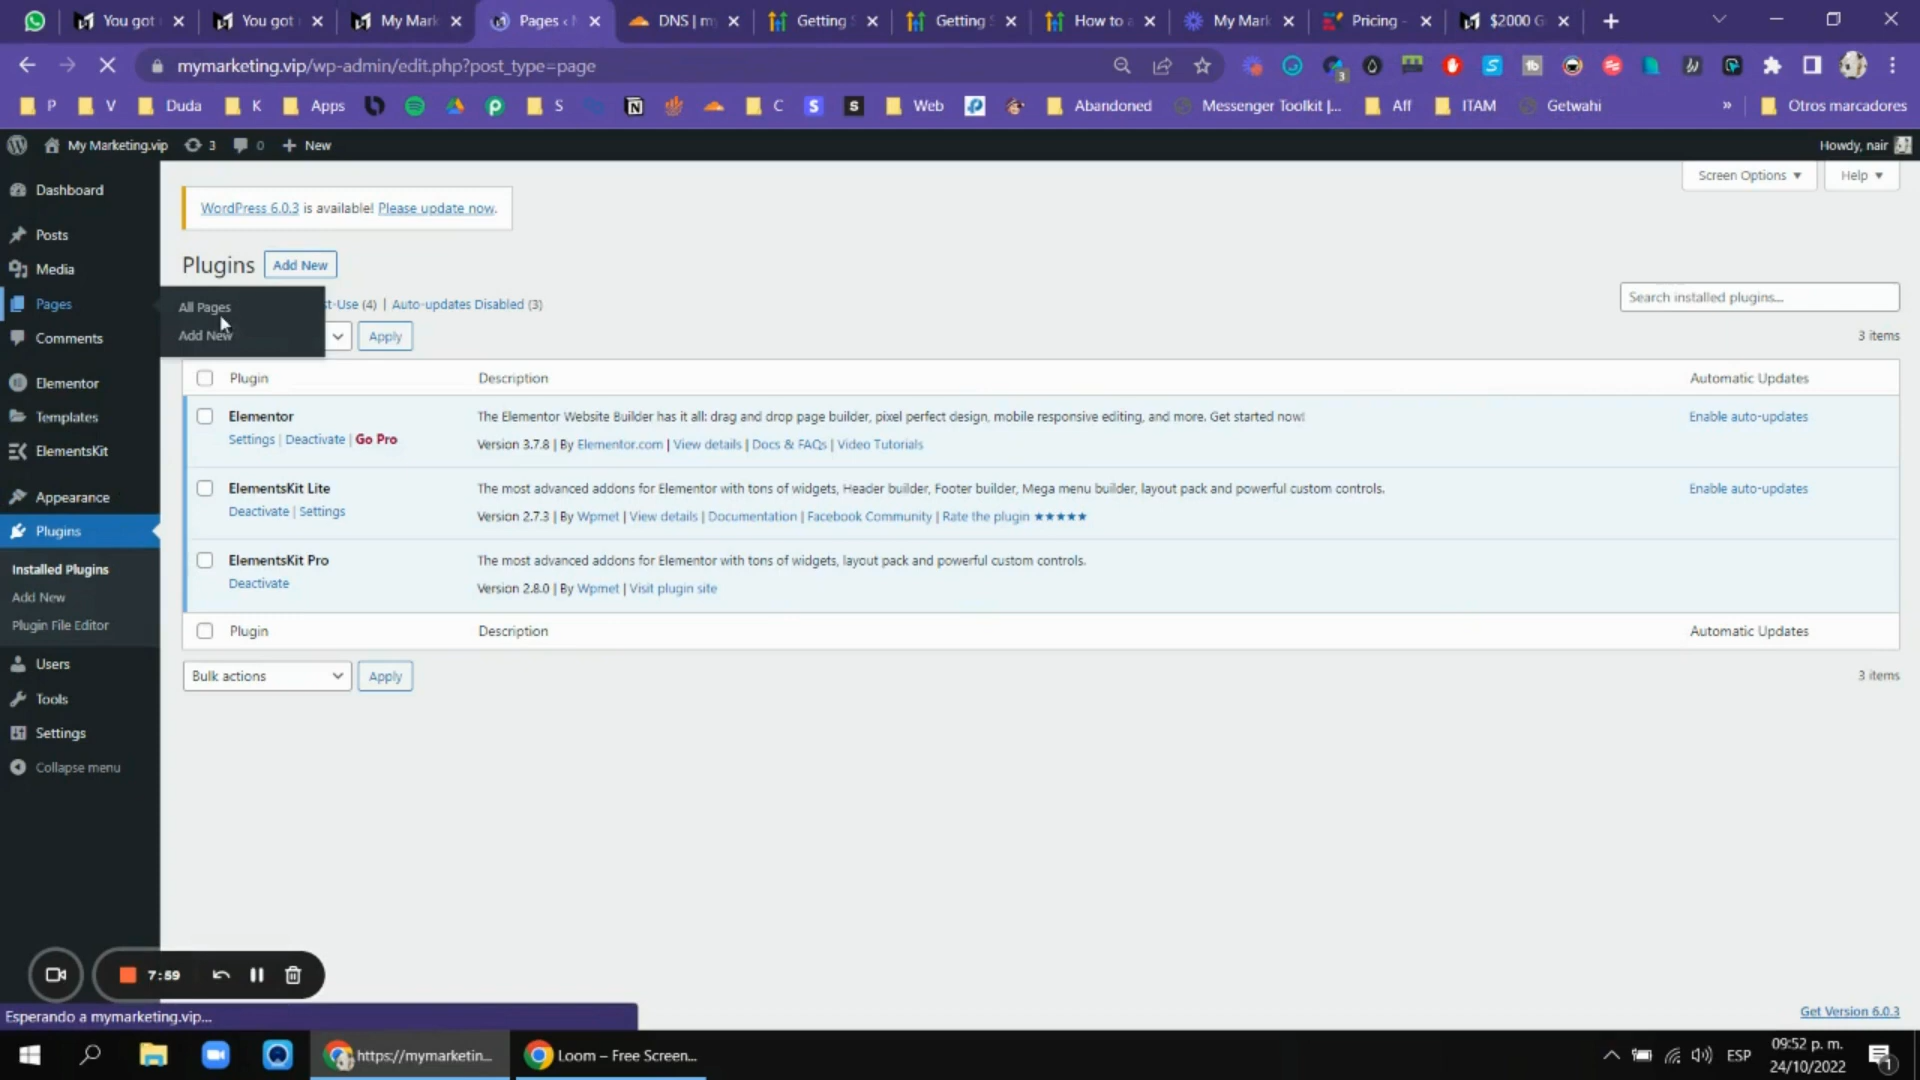 You got
You got
My Mark
Pages ‹
DNS | my
Getting
Getting
How to
My Mark
Pricing -
$2000 G
mymarketing.vip/wp-admin/edit.php?post_type=page
3
P
V
Duda
K
Apps
S
C
Web
Abandoned
Messenger Toolkit |...
Aff
ITAM
Getwahi
»
Otros marcadores
My Marketing.vip
3
0
New
Howdy, nair
Dashboard
Posts
Media
Pages
Comments
Elementor
Templates
ElementsKit
Appearance
Plugins
Installed Plugins
Add New
Plugin File Editor
Users
Tools
Settings
Collapse menu
All Pages
Add New
Screen Options
Help
WordPress 6.0.3 is available! Please update now.
Plugins Add New
t-Use (4) | Auto-updates Disabled (3)
Search installed plugins...
Apply
3 items
Plugin Description Automatic Updates
Elementor
Settings | Deactivate | Go Pro
The Elementor Website Builder has it all: drag and drop page builder, pixel perfect design, mobile responsive editing, and more. Get started now!
Version 3.7.8 | By Elementor.com | View details | Docs & FAQs | Video Tutorials
Enable auto-updates
ElementsKit Lite
Deactivate | Settings
The most advanced addons for Elementor with tons of widgets, Header builder, Footer builder, Mega menu builder, layout pack and powerful custom controls.
Version 2.7.3 | By Wpmet | View details | Documentation | Facebook Community | Rate the plugin ★★★★★
Enable auto-updates
ElementsKit Pro
Deactivate
The most advanced addons for Elementor with tons of widgets, layout pack and powerful custom controls.
Version 2.8.0 | By Wpmet | Visit plugin site
Plugin Description Automatic Updates
Bulk actions Apply
3 items
7:59
Esperando a mymarketing.vip...
Get Version 6.0.3
https://mymarketin...
Loom – Free Screen...
ESP
09:52 p. m.
24/10/2022
1